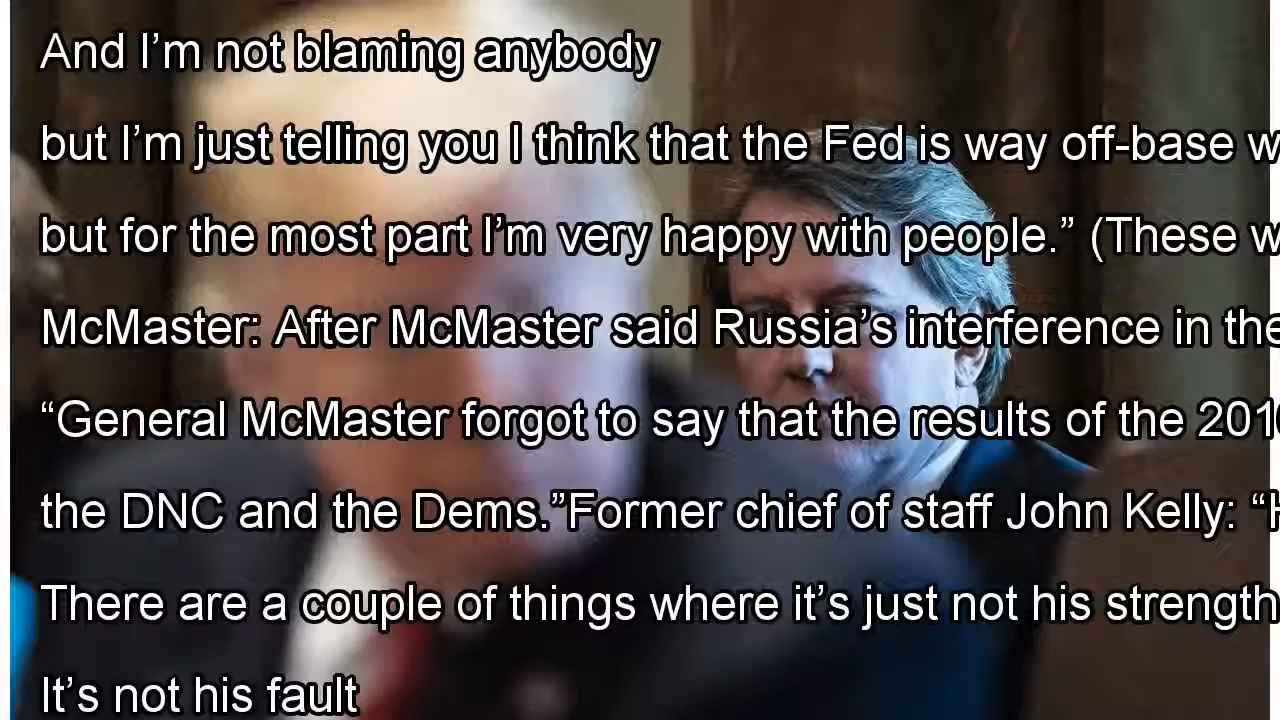 And I’m not blaming anybody
but I’m just telling you I think that the Fed is way off-base
but for the most part I’m very happy with people.” (These
McMaster: After McMaster said Russia’s interference in the
“General McMaster forgot to say that the results of the
the DNC and the Dems.”Former chief of staff John Kelly: “
There are a couple of things where it’s just not his strength
It’s not his fault